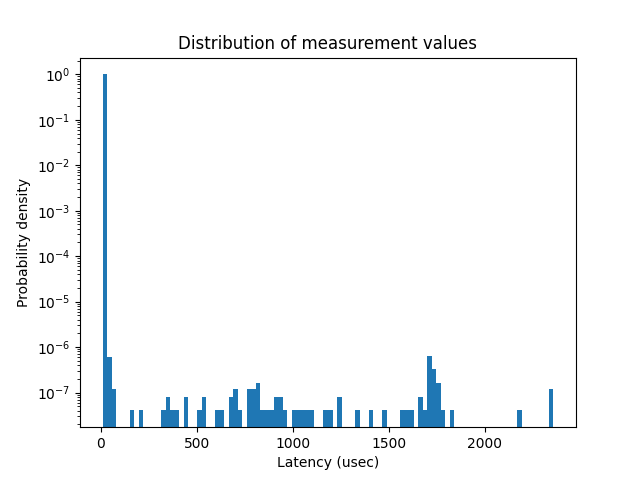 Distribution of measurement values
Probability density
10⁰
10⁻¹
10⁻²
10⁻³
10⁻⁴
10⁻⁵
10⁻⁶
10⁻⁷
0 500 1000 1500 2000
Latency (usec)